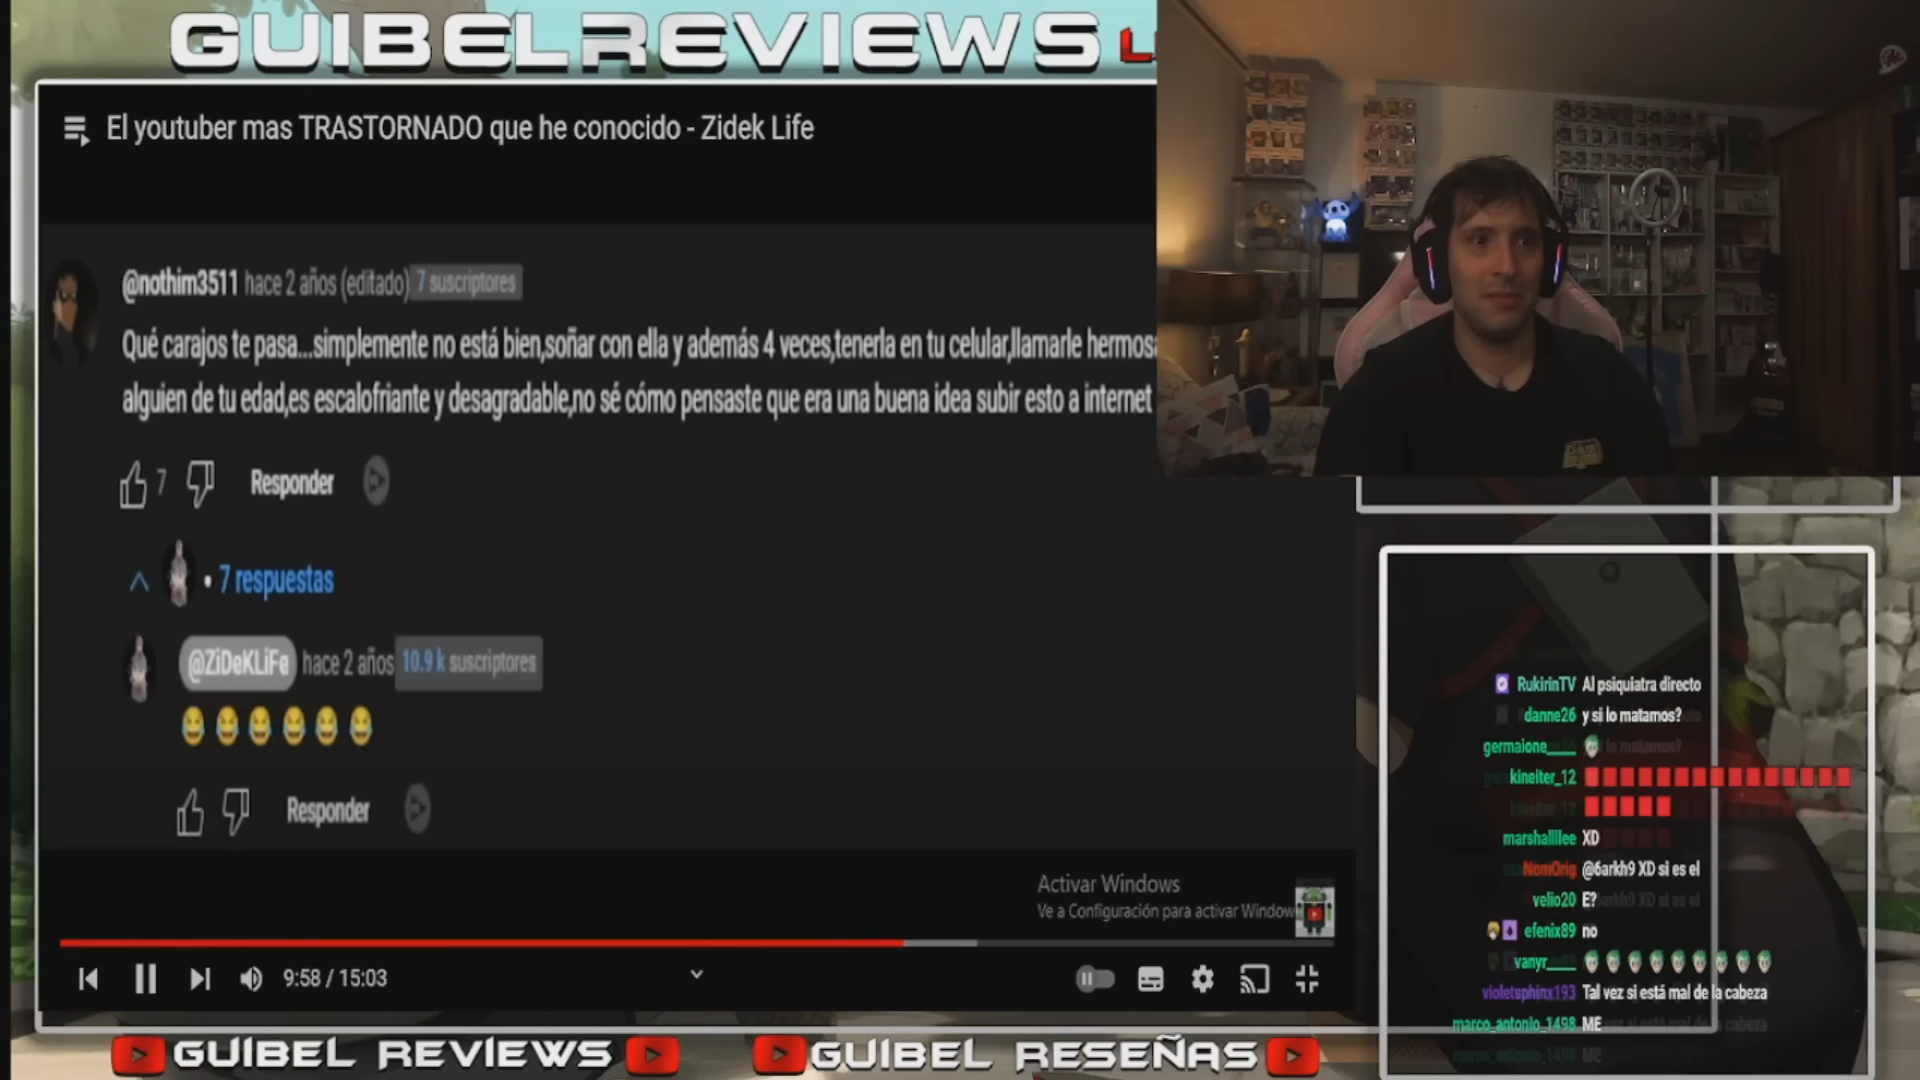 GUIBELREVIEWS
El youtuber mas TRASTORNADO que he conocido - Zidek Life
@nothim3511 hace 2 años (editado) 7 suscriptores
Qué carajos te pasa...simplemente no está bien,soñar con ella y además 4 veces,tenerla en tu celular,llamarle hermosa
alguien de tu edad,es escalofriante y desagradable,no sé cómo pensaste que era una buena idea subir esto a internet
7 Responder
• 7 respuestas
@ZiDeKLiFe hace 2 años 10.9 k suscriptores
😂😂😂😂😂😂
Responder
Activar Windows
Ve a Configuración para activar Window
9:58 / 15:03
RukirinTV Al psiquiatra directo
danne26 y si lo matamos?
germaione____
kinelter_12
marshallllee XD
NomOrig @6arkh9 XD si es el
velio20 E?
efenix89 no
vanyr____
violetsphinx193 Tal vez si está mal de la cabeza
marco_antonio_1498 ME
GUIBEL REVIEWS
GUIBEL RESEÑAS